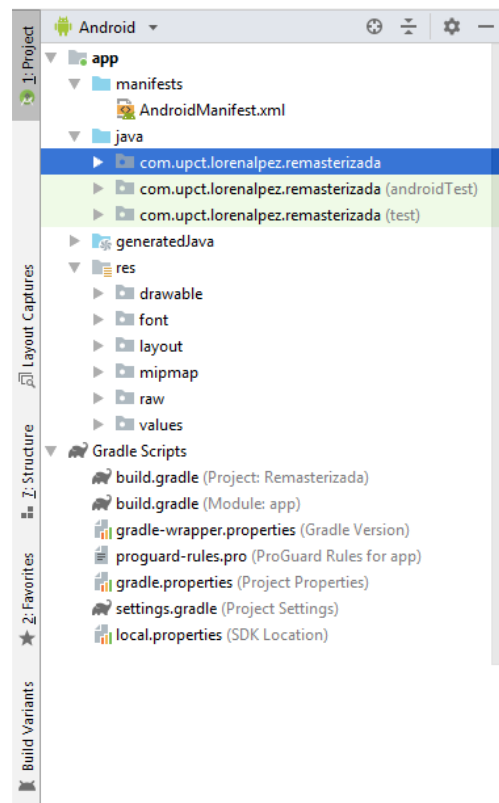 Android
app
manifests
AndroidManifest.xml
java
com.upct.lorenalpez.remasterizada
com.upct.lorenalpez.remasterizada (androidTest)
com.upct.lorenalpez.remasterizada (test)
generatedJava
res
drawable
font
layout
mipmap
raw
values
Gradle Scripts
build.gradle (Project: Remasterizada)
build.gradle (Module: app)
gradle-wrapper.properties (Gradle Version)
proguard-rules.pro (ProGuard Rules for app)
gradle.properties (Project Properties)
settings.gradle (Project Settings)
local.properties (SDK Location)
1: Project
Layout Captures
7: Structure
2: Favorites
Build Variants